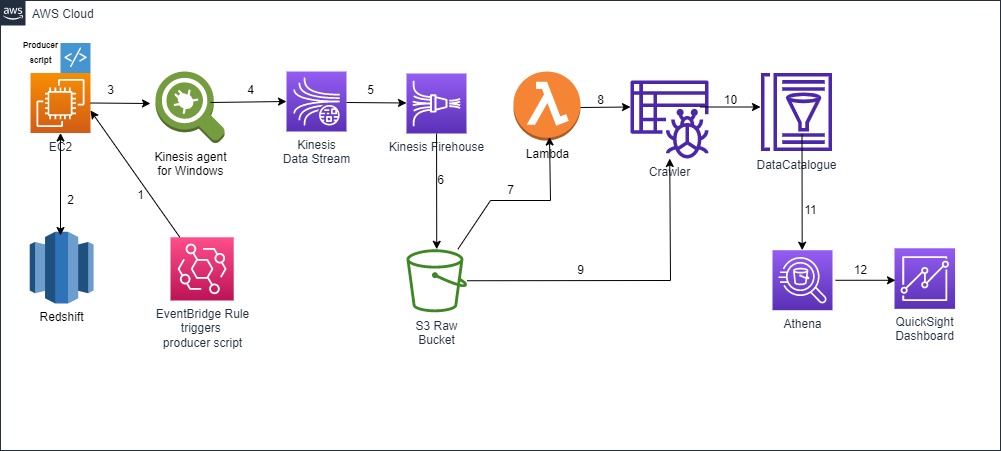 aws
AWS Cloud
Producer
script
</>
EC2
3
Kinesis agent
for Windows
4
Kinesis
Data Stream
5
Kinesis Firehouse
Lambda
8
Crawler
10
DataCatalogue
1
2
6
7
9
11
12
Redshift
EventBridge Rule
triggers
producer script
S3 Raw
Bucket
Athena
QuickSight
Dashboard